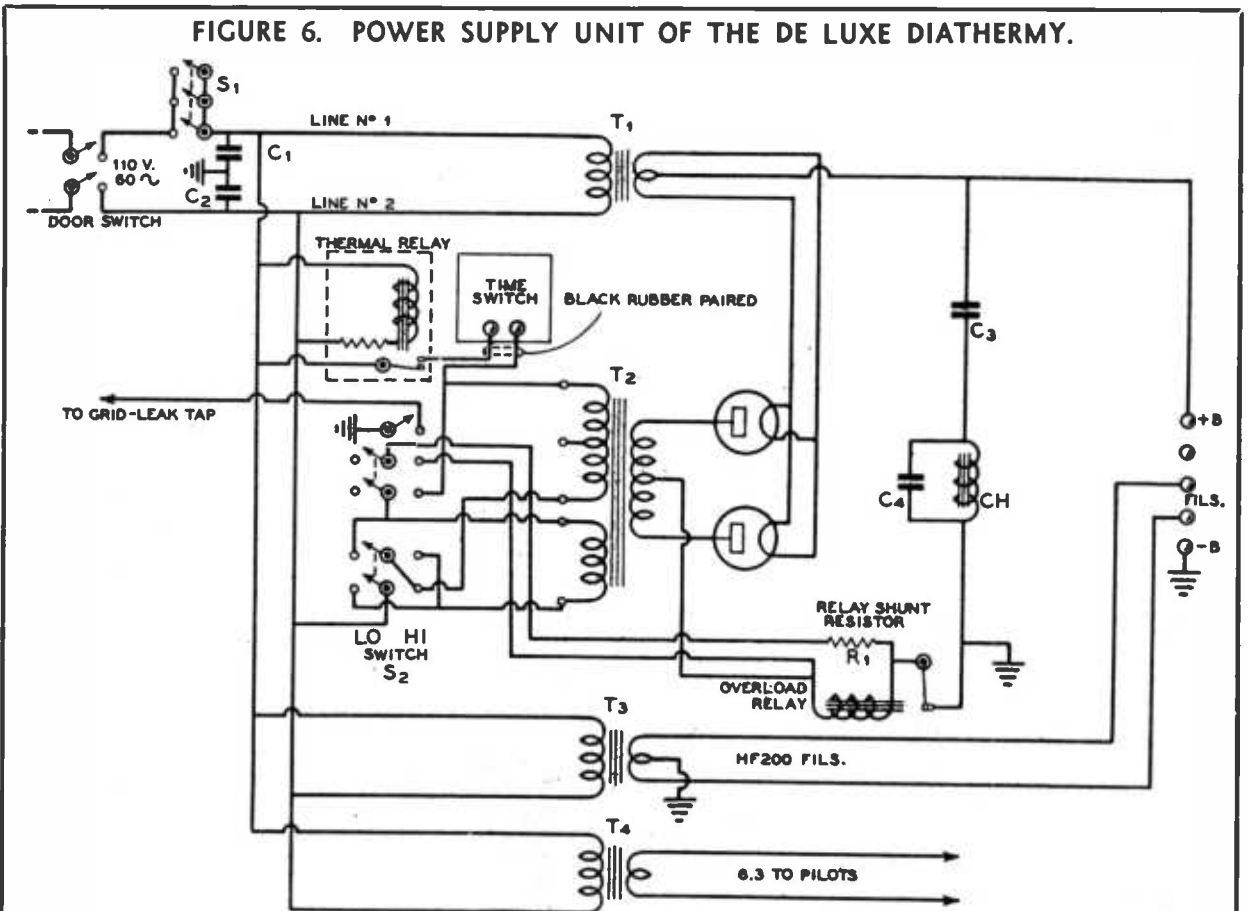 FIGURE 6. POWER SUPPLY UNIT OF THE DE LUXE DIATHERMY.
S1
LINE Nº 1
T1
C1
110 V.
60 ~
C2
LINE Nº 2
DOOR SWITCH
THERMAL RELAY
TIME
SWITCH
BLACK RUBBER PAIRED
C3
T2
TO GRID-LEAK TAP
+B
C4
CH
FILS.
-B
RELAY SHUNT
RESISTOR
R1
LO HI
SWITCH
S2
OVERLOAD
RELAY
T3
HF200 FILS.
T4
6.3 TO PILOTS